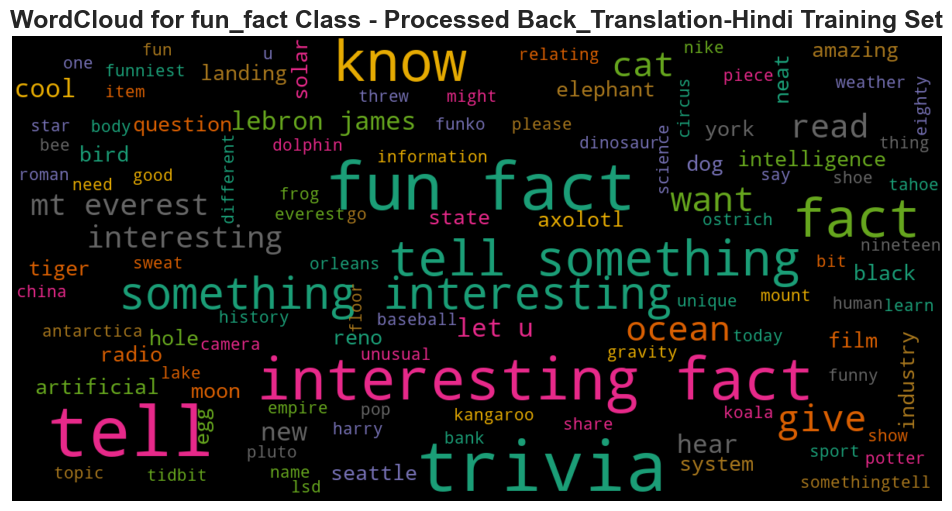 WordCloud for fun_fact Class - Processed Back_Translation-Hindi Training Set
one fun u solar know relating nike amazing
cool funniest landing cat piece neat weather
item threw might elephant circus eighty
star body question lebron james funko please york read
bee bird dolphin information dinosaur science dog intelligence thing
roman need good different frog fun fact say shoe tahoe
mt everest everest go state axolotl want ostrich fact
interesting tell something nineteen
tiger sweat orleans bit black
china something interesting unique mount human learn
history floor baseball let u ocean today film
antarctica hole camera reno unusual gravity industry
radio lake interesting fact funny
artificial moon
tell egg empire pop kangaroo share koala give
new harry bank hear show
pluto trivia sport potter
topic tidbit name seattle system
lsd somethingtell